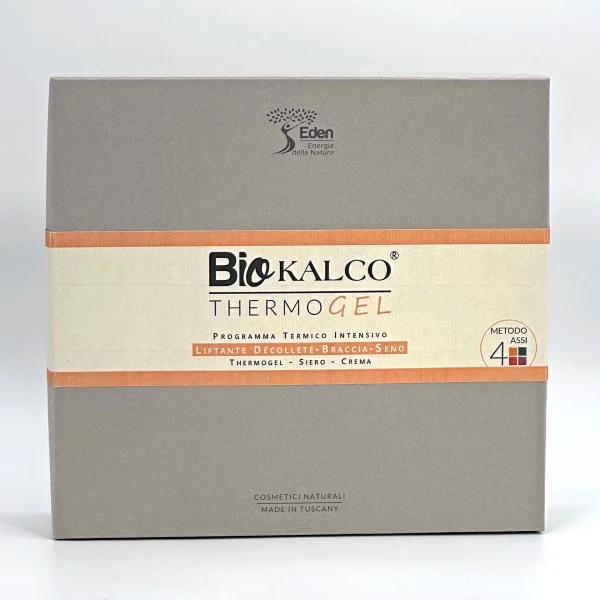 Eden
Energia
della Natura
BioKALCO®
THERMOGEL
PROGRAMMA TERMICO INTENSIVO
LIFTANTE DÉCOLLETÉ-BRACCIA-SENO
THERMOGEL - SIERO - CREMA
METODO
4 ASSI
COSMETICI NATURALI
MADE IN TUSCANY